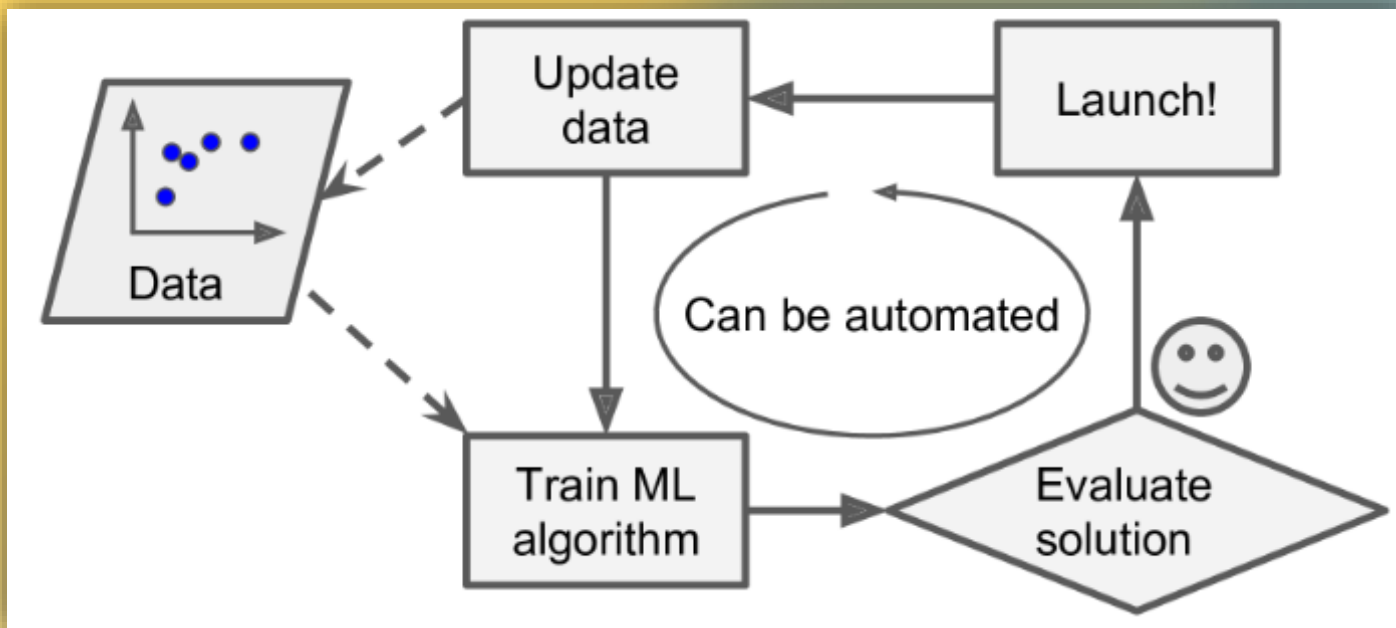 Update
data
Launch!
Data
Can be automated
Train ML
algorithm
Evaluate
solution